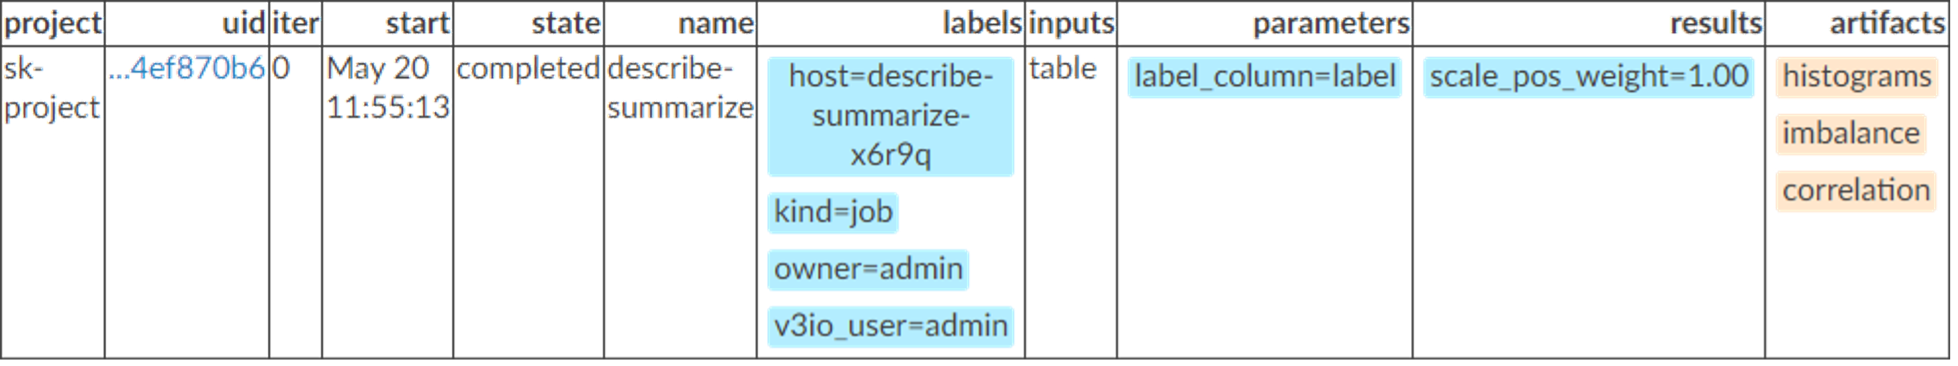 project uid iter start state name labels inputs parameters results artifacts
sk-
project
...4ef870b6
0
May 20
11:55:13
completed
describe-
summarize
host=describe-
summarize-
x6r9q
kind=job
owner=admin
v3io_user=admin
table
label_column=label
scale_pos_weight=1.00
histograms
imbalance
correlation